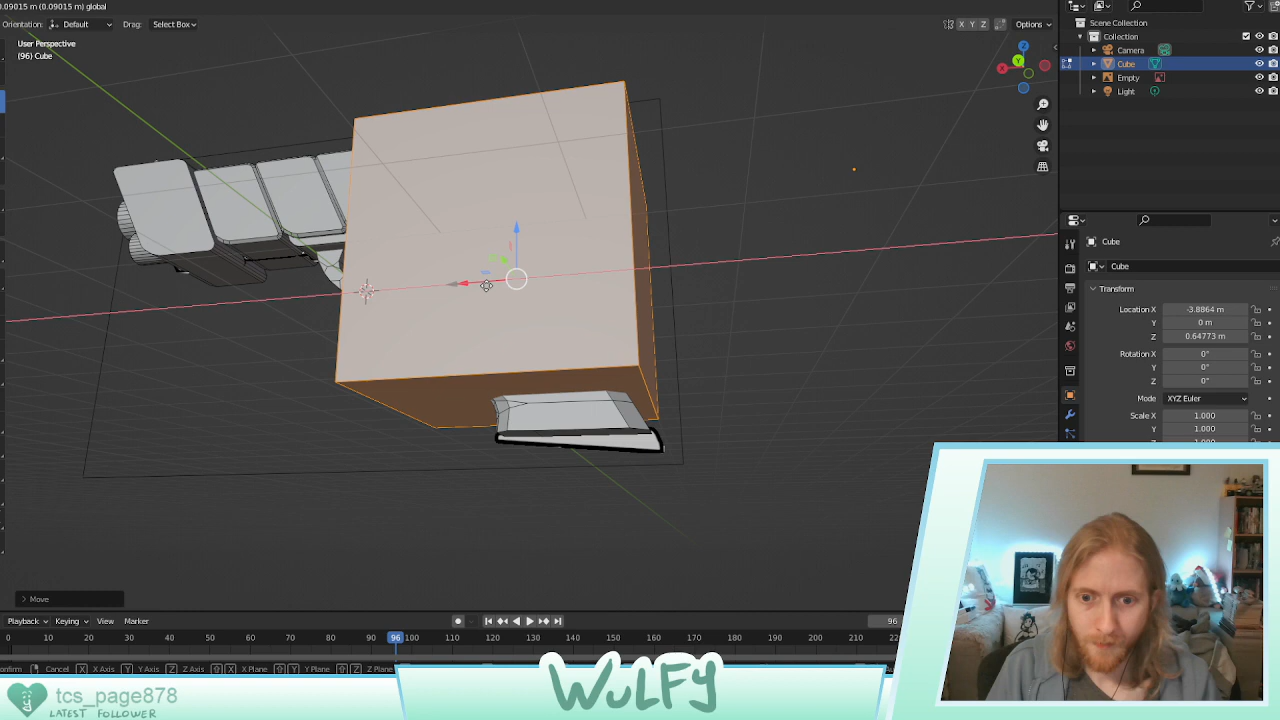 0.09015 m (0.09015 m) global
Orientation: Default Drag: Select Box X Y Z Options
User Perspective
(96) Cube
X Y Z
Scene Collection
Collection
Camera
Cube
Empty
Light
Cube
Cube
Transform
Location X -3.8864 m
Y 0 m
Z 0.64773 m
Rotation X 0°
Y 0°
Z 0°
Mode XYZ Euler
Scale X 1.000
Y 1.000
Move
Playback Keying View Marker 96
0 10 20 30 40 50 60 70 80 90 96 100 110 120 130 140 150 160 170 180 190 200 210 22
onfirm Cancel X X Axis Y Y Axis Z Z Axis X X Plane Y Y Plane Z Z Plane
tcs_page878
LATEST FOLLOWER
WULFY